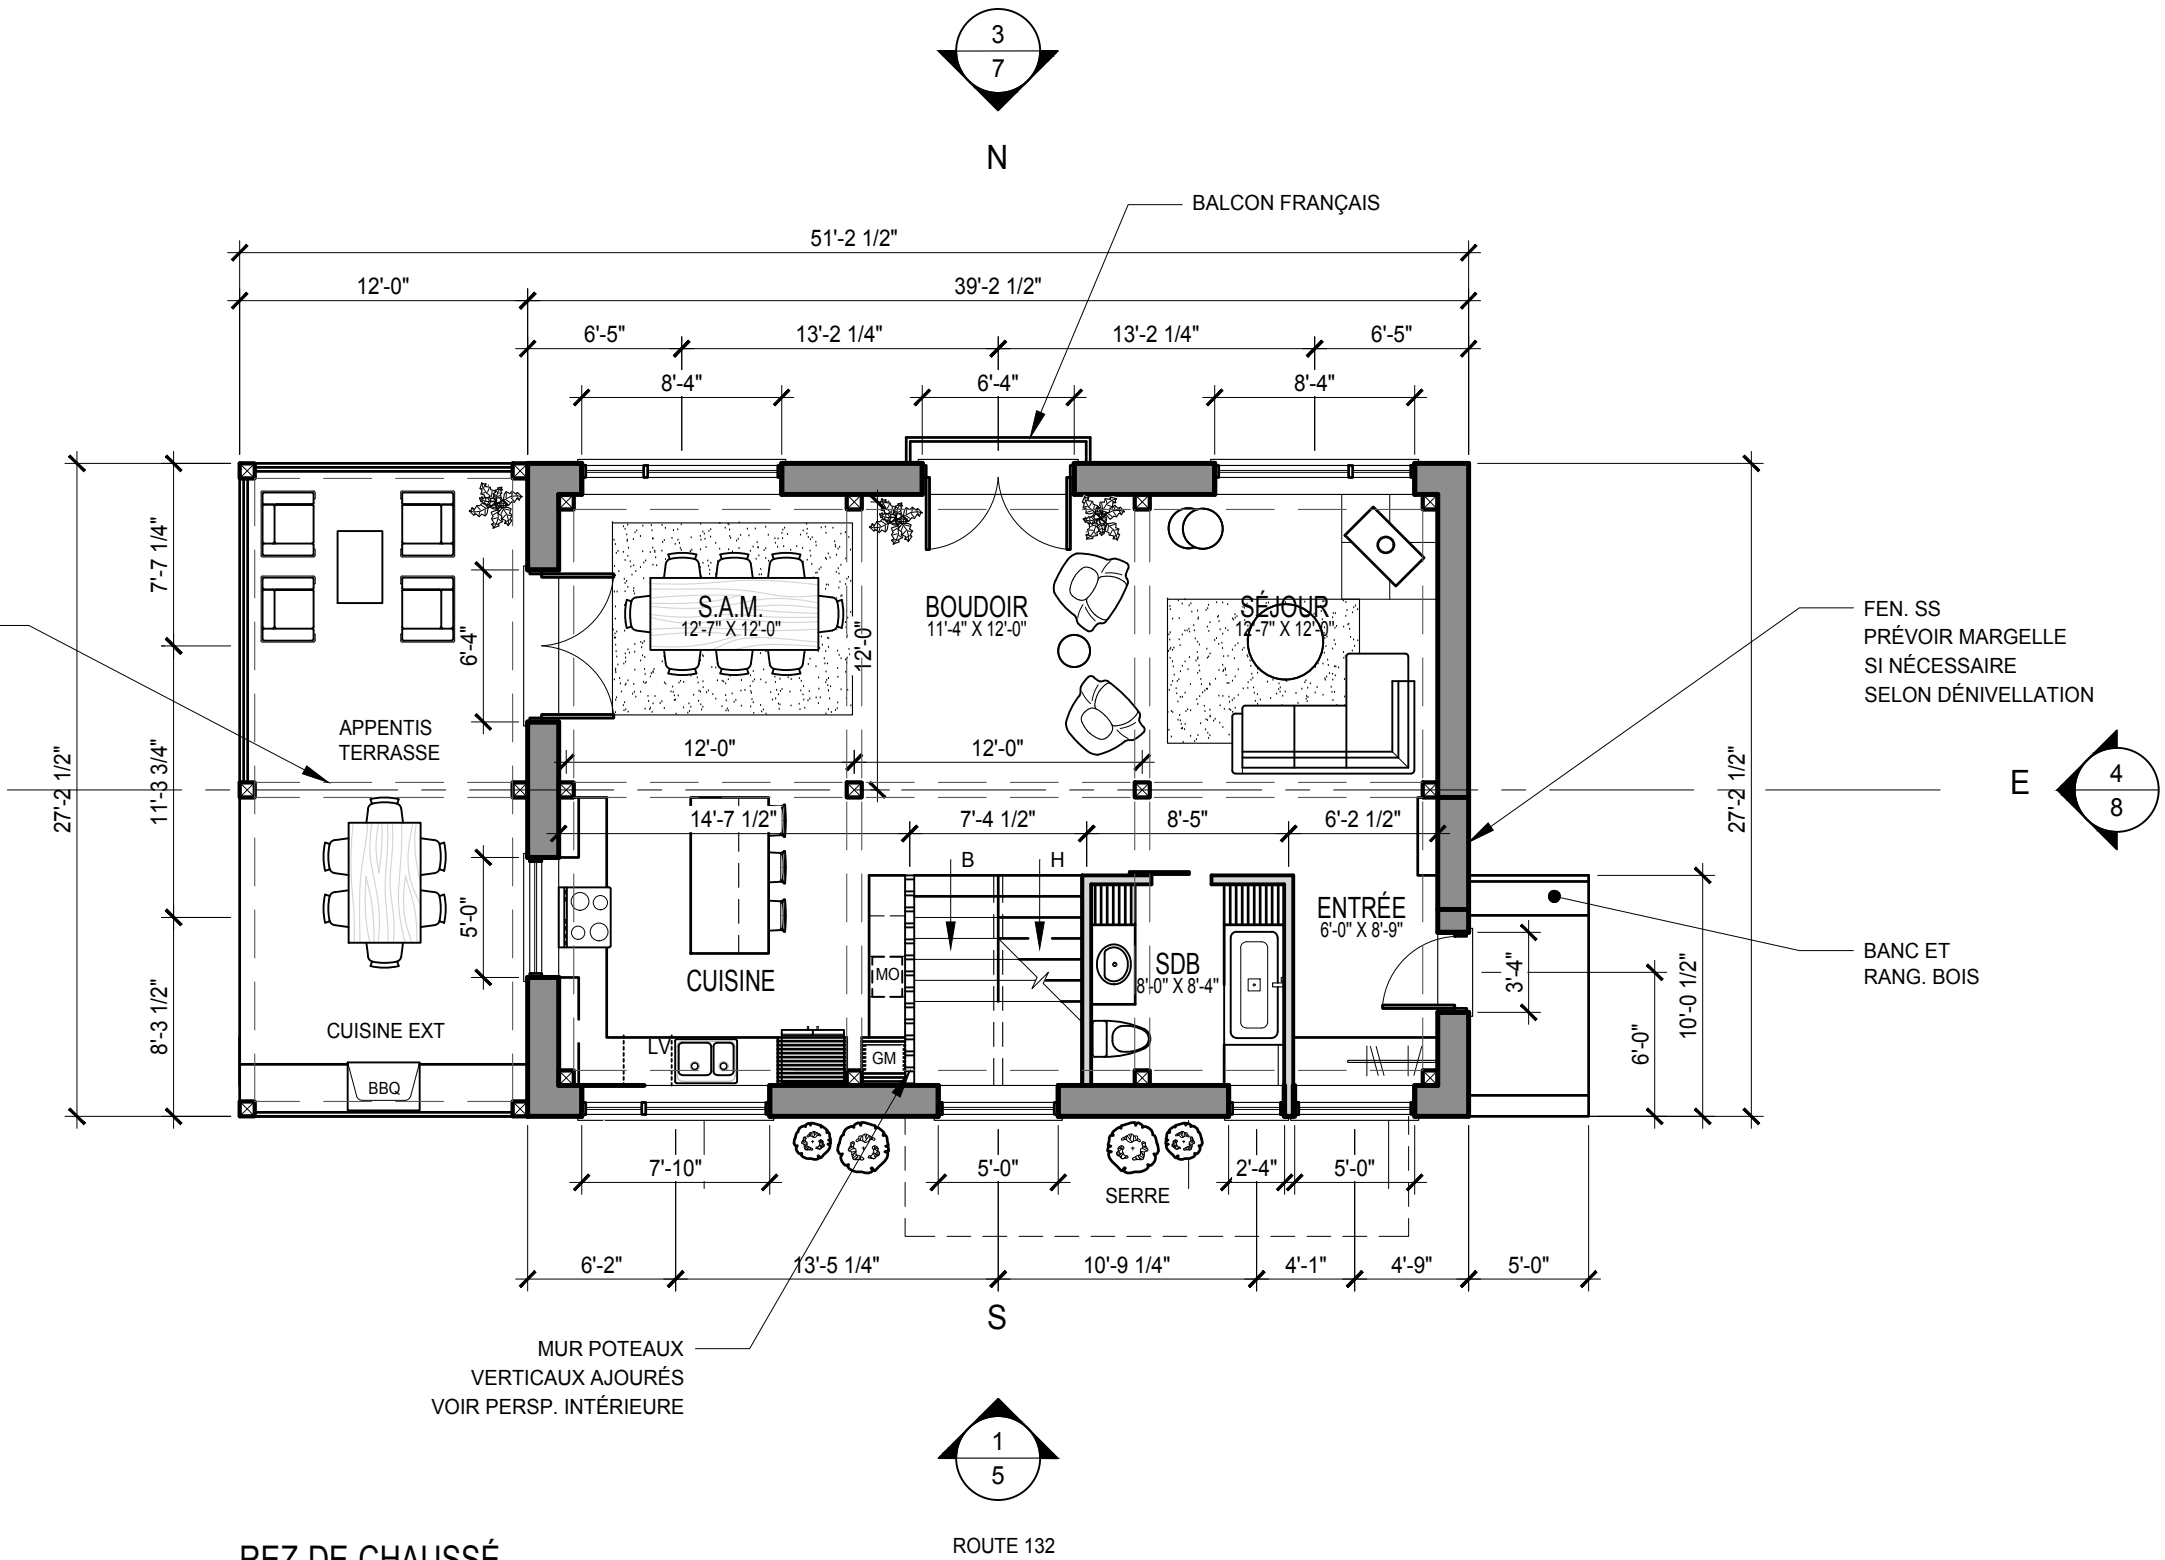 3
7
N
BALCON FRANÇAIS
51'-2 1/2"
12'-0"
39'-2 1/2"
6'-5"
13'-2 1/4"
13'-2 1/4"
6'-5"
8'-4"
6'-4"
8'-4"
7'-7 1/4"
6'-4"
S.A.M.
12'-7" X 12'-0"
12'-0"
BOUDOIR
11'-4" X 12'-0"
SÉJOUR
12'-7" X 12'-0"
FEN. SS
PRÉVOIR MARGELLE
SI NÉCESSAIRE
SELON DÉNIVELLATION
APPENTIS
TERRASSE
12'-0"
12'-0"
27'-2 1/2"
11'-3 3/4"
27'-2 1/2"
E
4
8
14'-7 1/2"
7'-4 1/2"
8'-5"
6'-2 1/2"
B
H
5'-0"
ENTRÉE
6'-0" X 8'-9"
BANC ET
RANG. BOIS
CUISINE
MO
SDB
8'-0" X 8'-4"
3'-4"
10'-0 1/2"
8'-3 1/2"
CUISINE EXT
LV
GM
6'-0"
BBQ
7'-10"
5'-0"
SERRE
2'-4"
5'-0"
6'-2"
13'-5 1/4"
10'-9 1/4"
4'-1"
4'-9"
5'-0"
S
MUR POTEAUX
VERTICAUX AJOURÉS
VOIR PERSP. INTÉRIEURE
1
5
ROUTE 132
REZ DE CHAUSSÉ